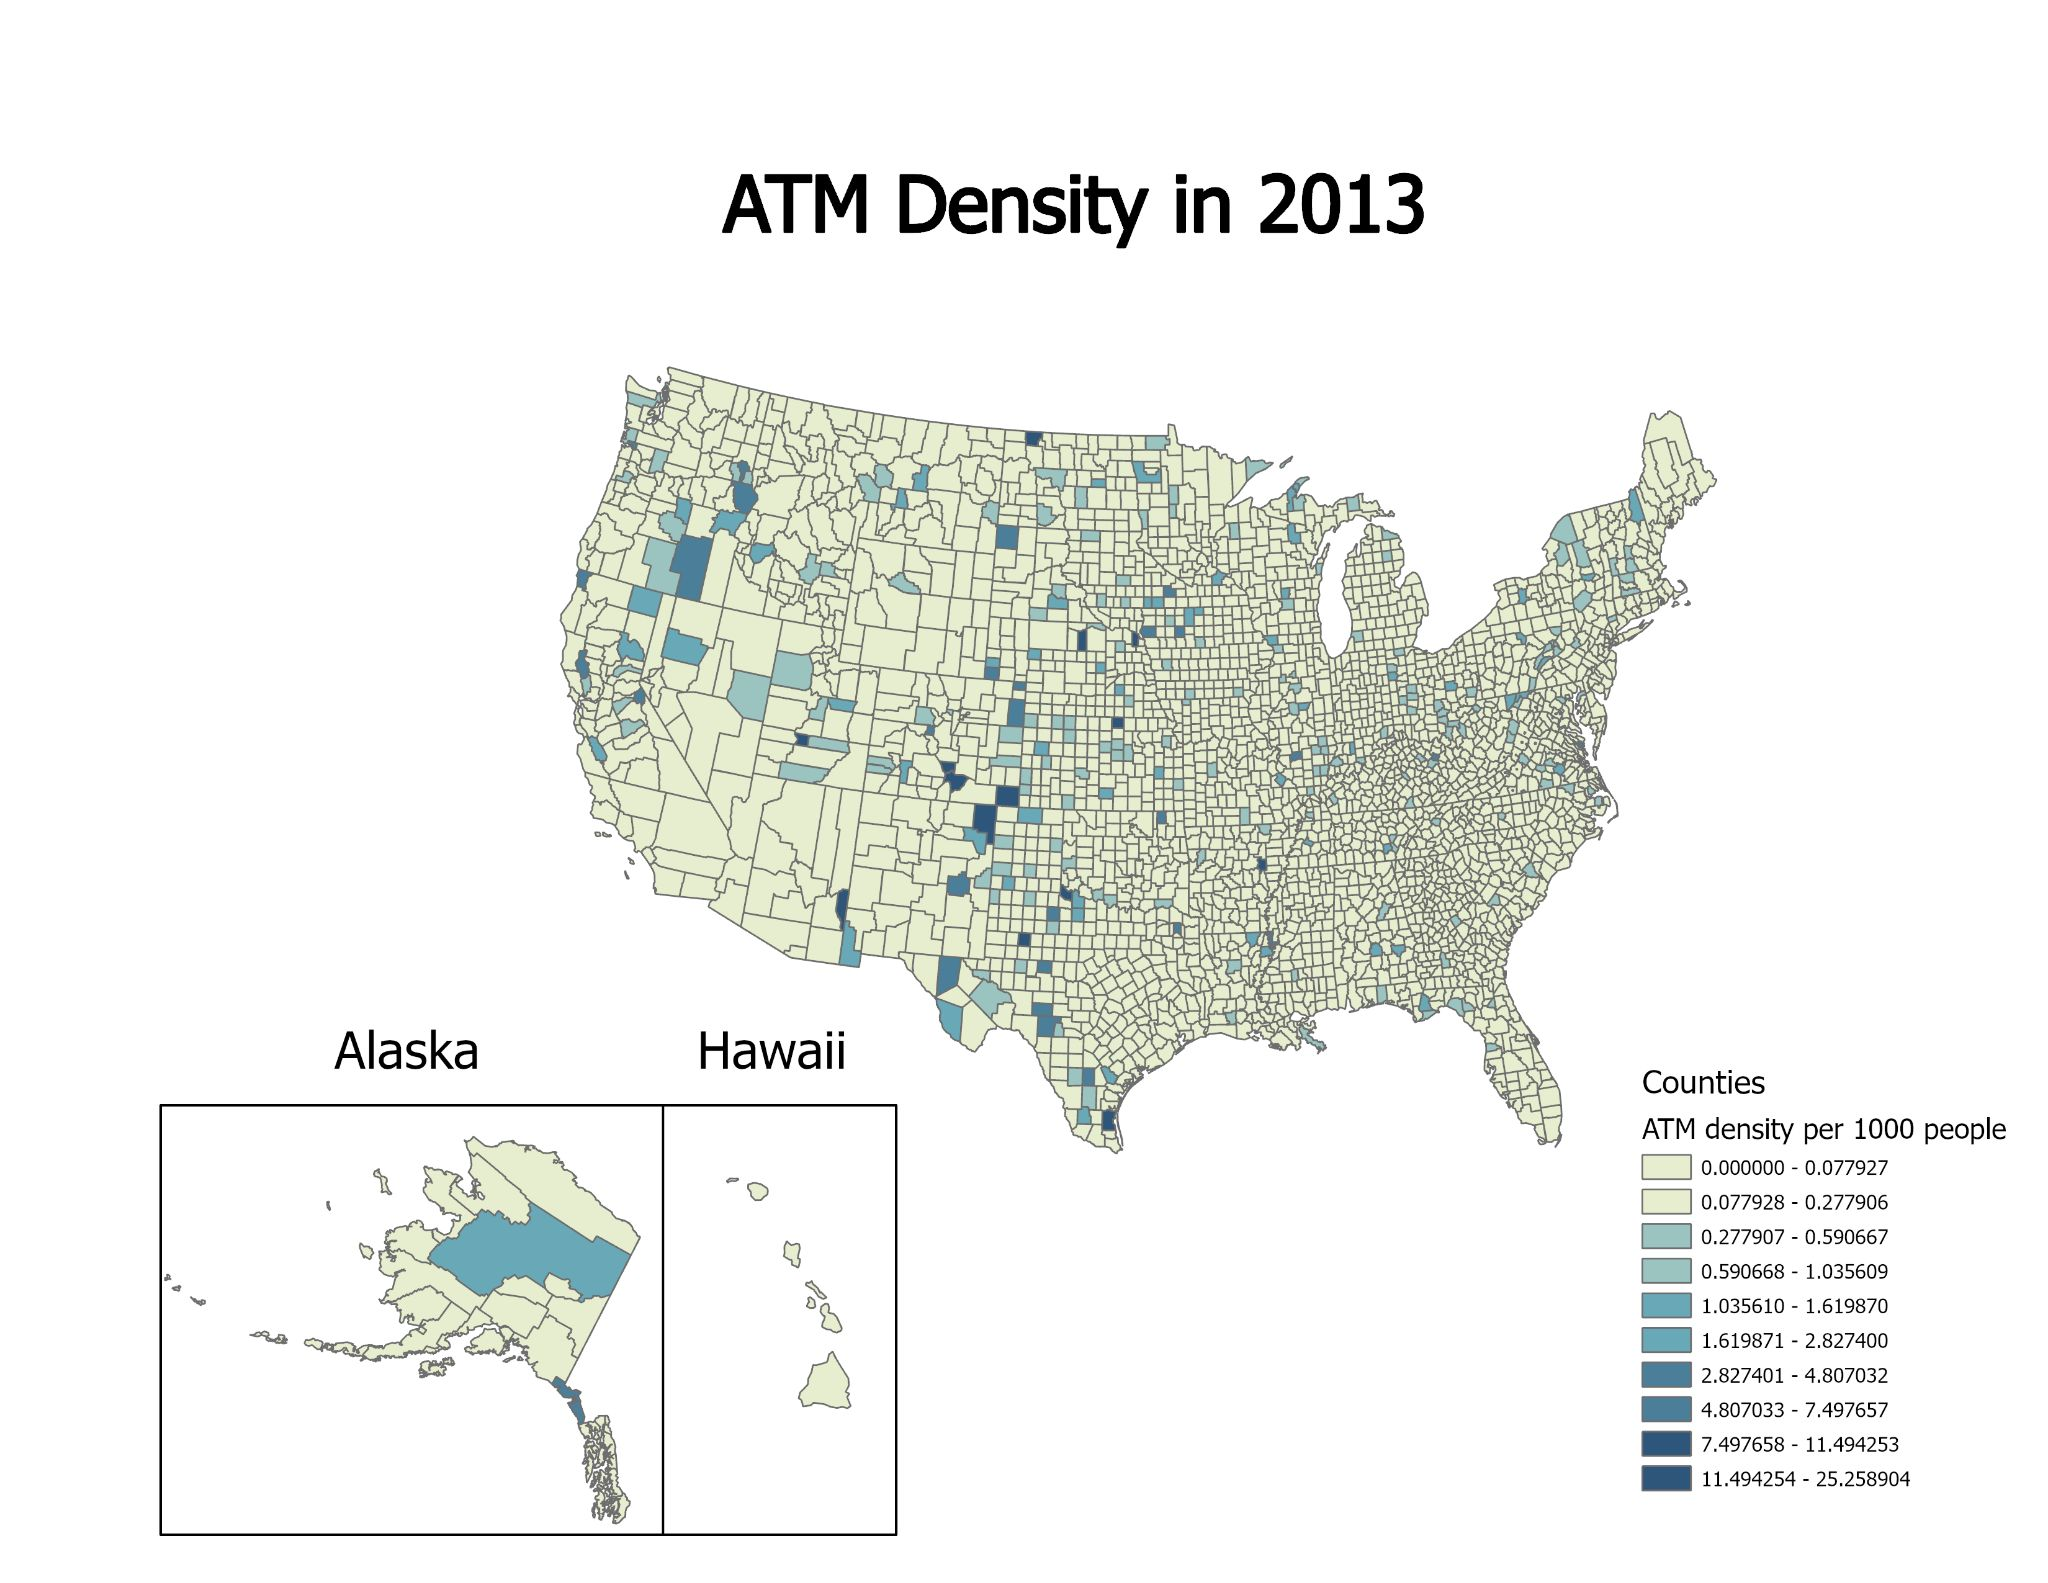 ATM Density in 2013
Alaska
Hawaii
Counties
ATM density per 1000 people
0.000000 - 0.077927
0.077928 - 0.277906
0.277907 - 0.590667
0.590668 - 1.035609
1.035610 - 1.619870
1.619871 - 2.827400
2.827401 - 4.807032
4.807033 - 7.497657
7.497658 - 11.494253
11.494254 - 25.258904